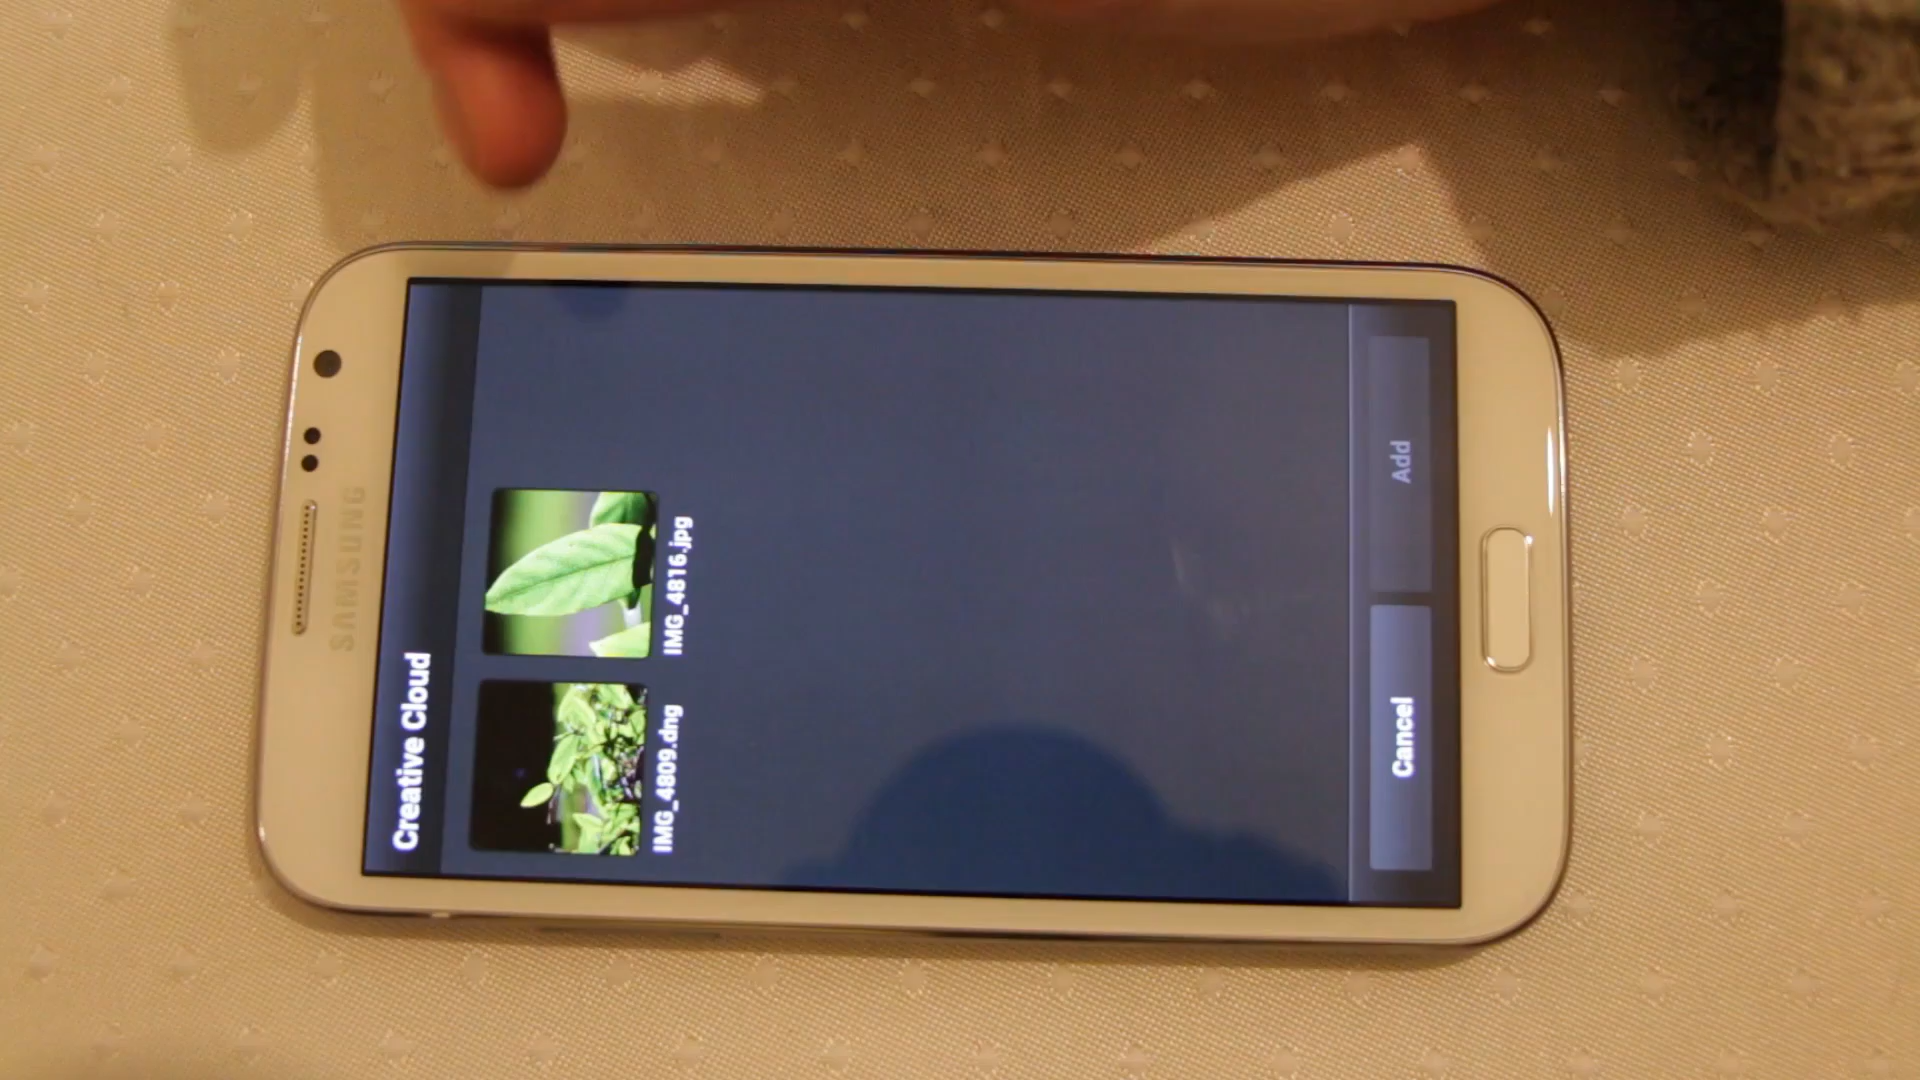 SAMSUNG
Creative Cloud
IMG_4809.dng
IMG_4816.jpg
Cancel
Add